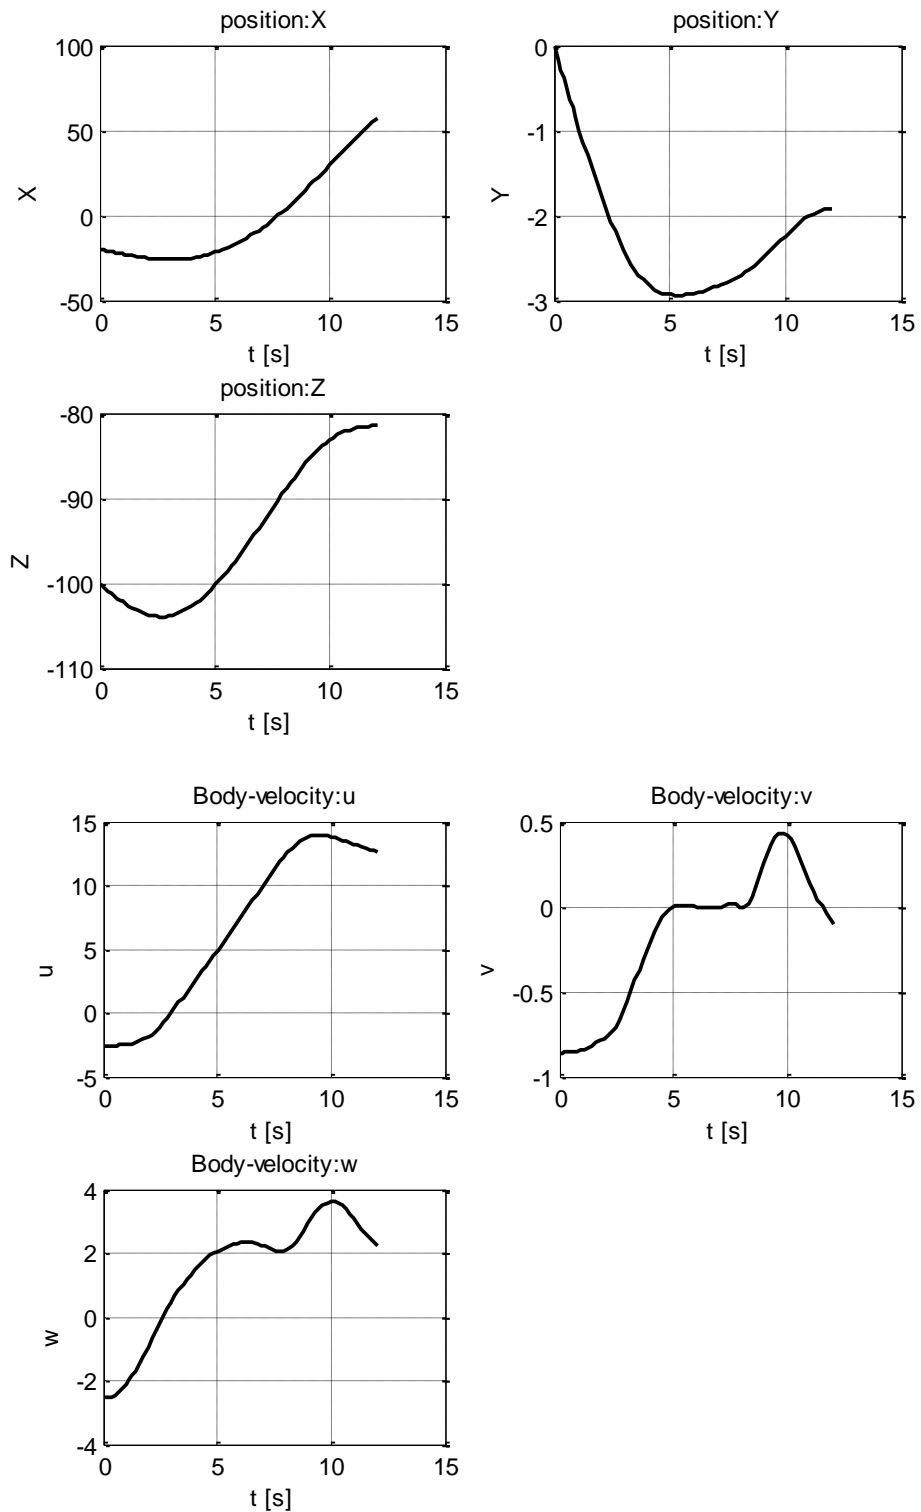 position:X
100
50
0
-50
X
0 5 10 15
t [s]
position:Y
0
-1
-2
-3
Y
0 5 10 15
t [s]
position:Z
-80
-90
-100
-110
Z
0 5 10 15
t [s]
Body-velocity:u
15
10
5
0
-5
u
0 5 10 15
t [s]
Body-velocity:v
0.5
0
-0.5
-1
v
0 5 10 15
t [s]
Body-velocity:w
4
2
0
-2
-4
w
0 5 10 15
t [s]